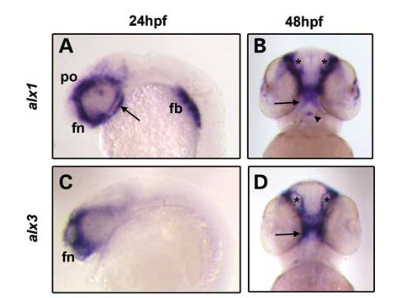 24hpf 48hpf
alx1
A
po
fn
fb
B
* *
alx3
C
fn
D
* *